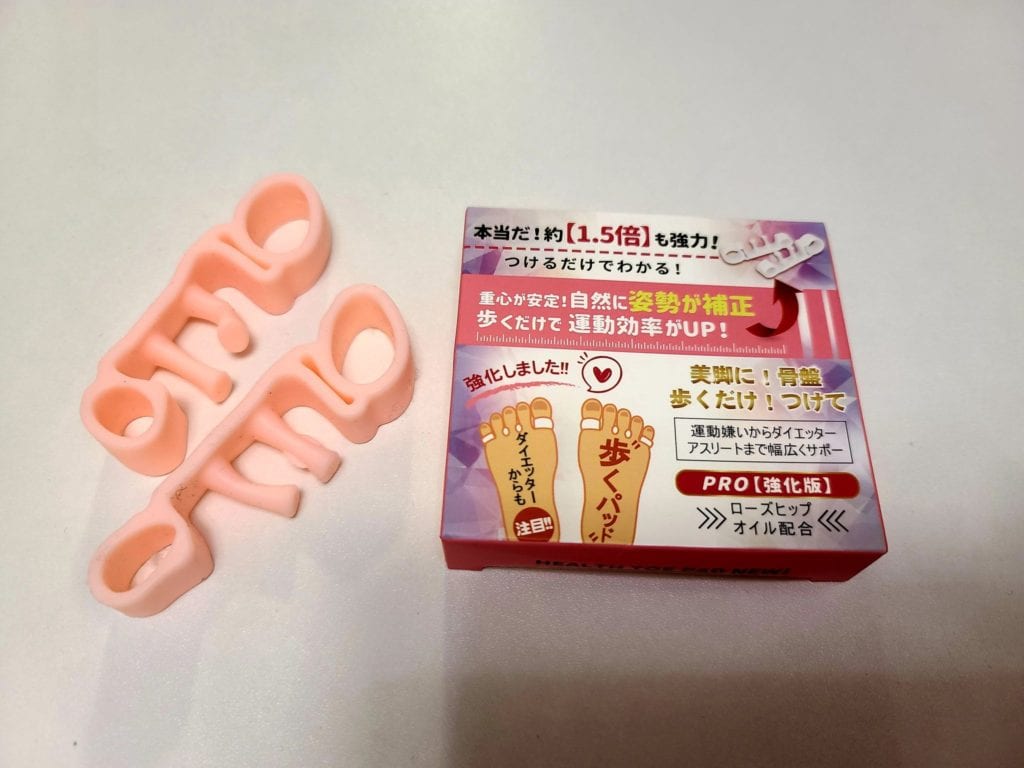 本当だ!約【1.5倍】も強力!
つけるだけでわかる!
重心が安定!自然に姿勢が補正
歩くだけで 運動効率がUP!
強化しました!!
ダイエッター
からも
注目!!
歩くパッド
美脚に!骨盤
歩くだけ!つけて
運動嫌いからダイエッター
アスリートまで幅広くサポー
PRO【強化版】
ローズヒップ
オイル配合
HEALTH TOE PAD NEW!